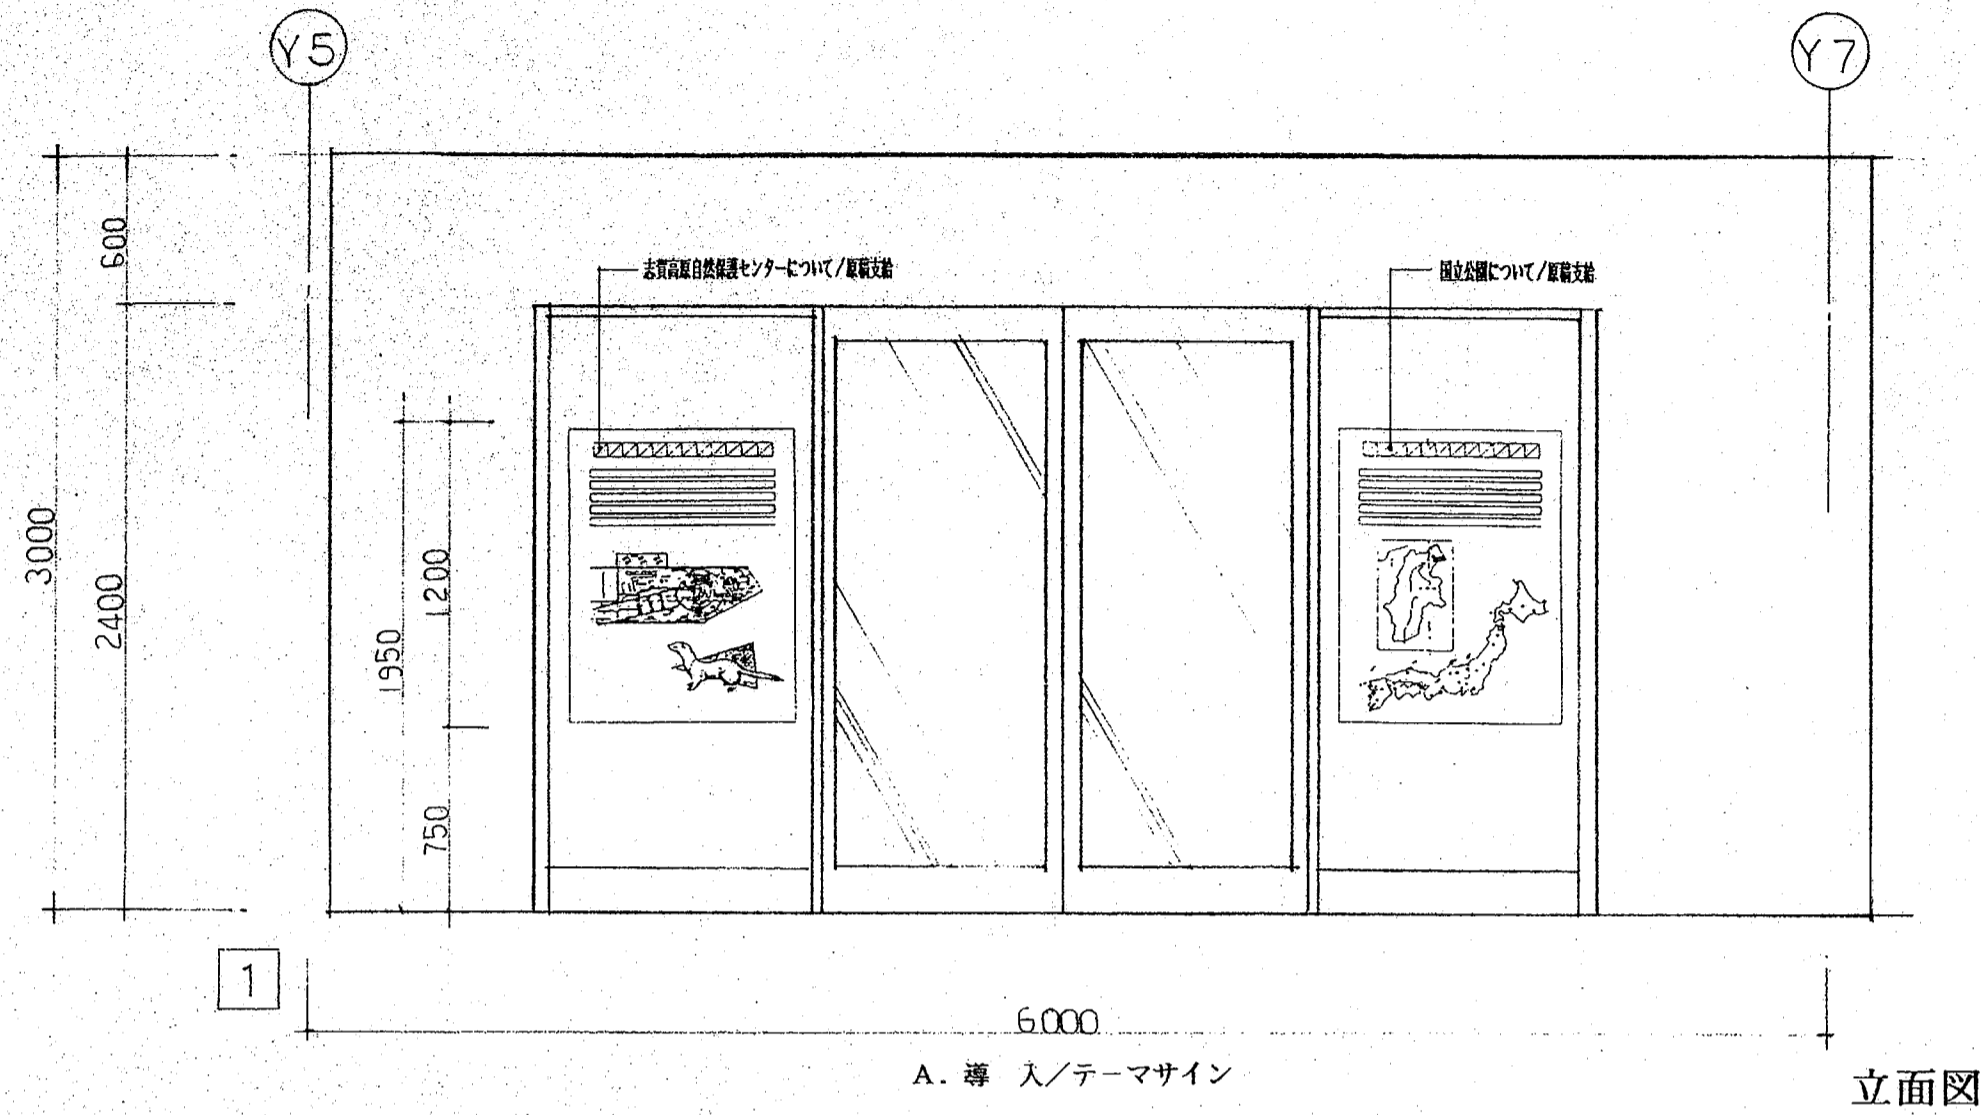 Y5
Y7
600
志賀高原自然保護センターについて/原稿支給
国立公園について/原稿支給
3000
2400
1950
1200
750
1
6000
A. 導 入/テーマサイン
立面図